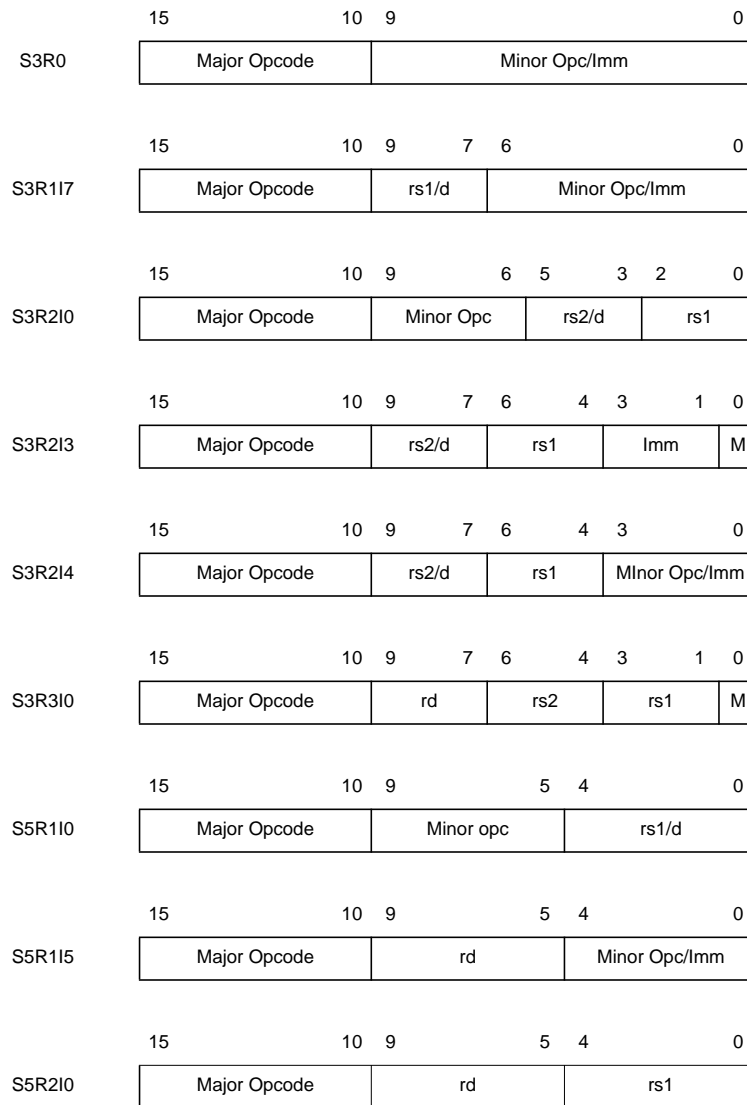 15 10 9 0
S3R0 Major Opcode Minor Opc/Imm
15 10 9 7 6 0
S3R1I7 Major Opcode rs1/d Minor Opc/Imm
15 10 9 6 5 3 2 0
S3R2I0 Major Opcode Minor Opc rs2/d rs1
15 10 9 7 6 4 3 1 0
S3R2I3 Major Opcode rs2/d rs1 Imm M
15 10 9 7 6 4 3 0
S3R2I4 Major Opcode rs2/d rs1 MInor Opc/Imm
15 10 9 7 6 4 3 1 0
S3R3I0 Major Opcode rd rs2 rs1 M
15 10 9 5 4 0
S5R1I0 Major Opcode Minor opc rs1/d
15 10 9 5 4 0
S5R1I5 Major Opcode rd Minor Opc/Imm
15 10 9 5 4 0
S5R2I0 Major Opcode rd rs1